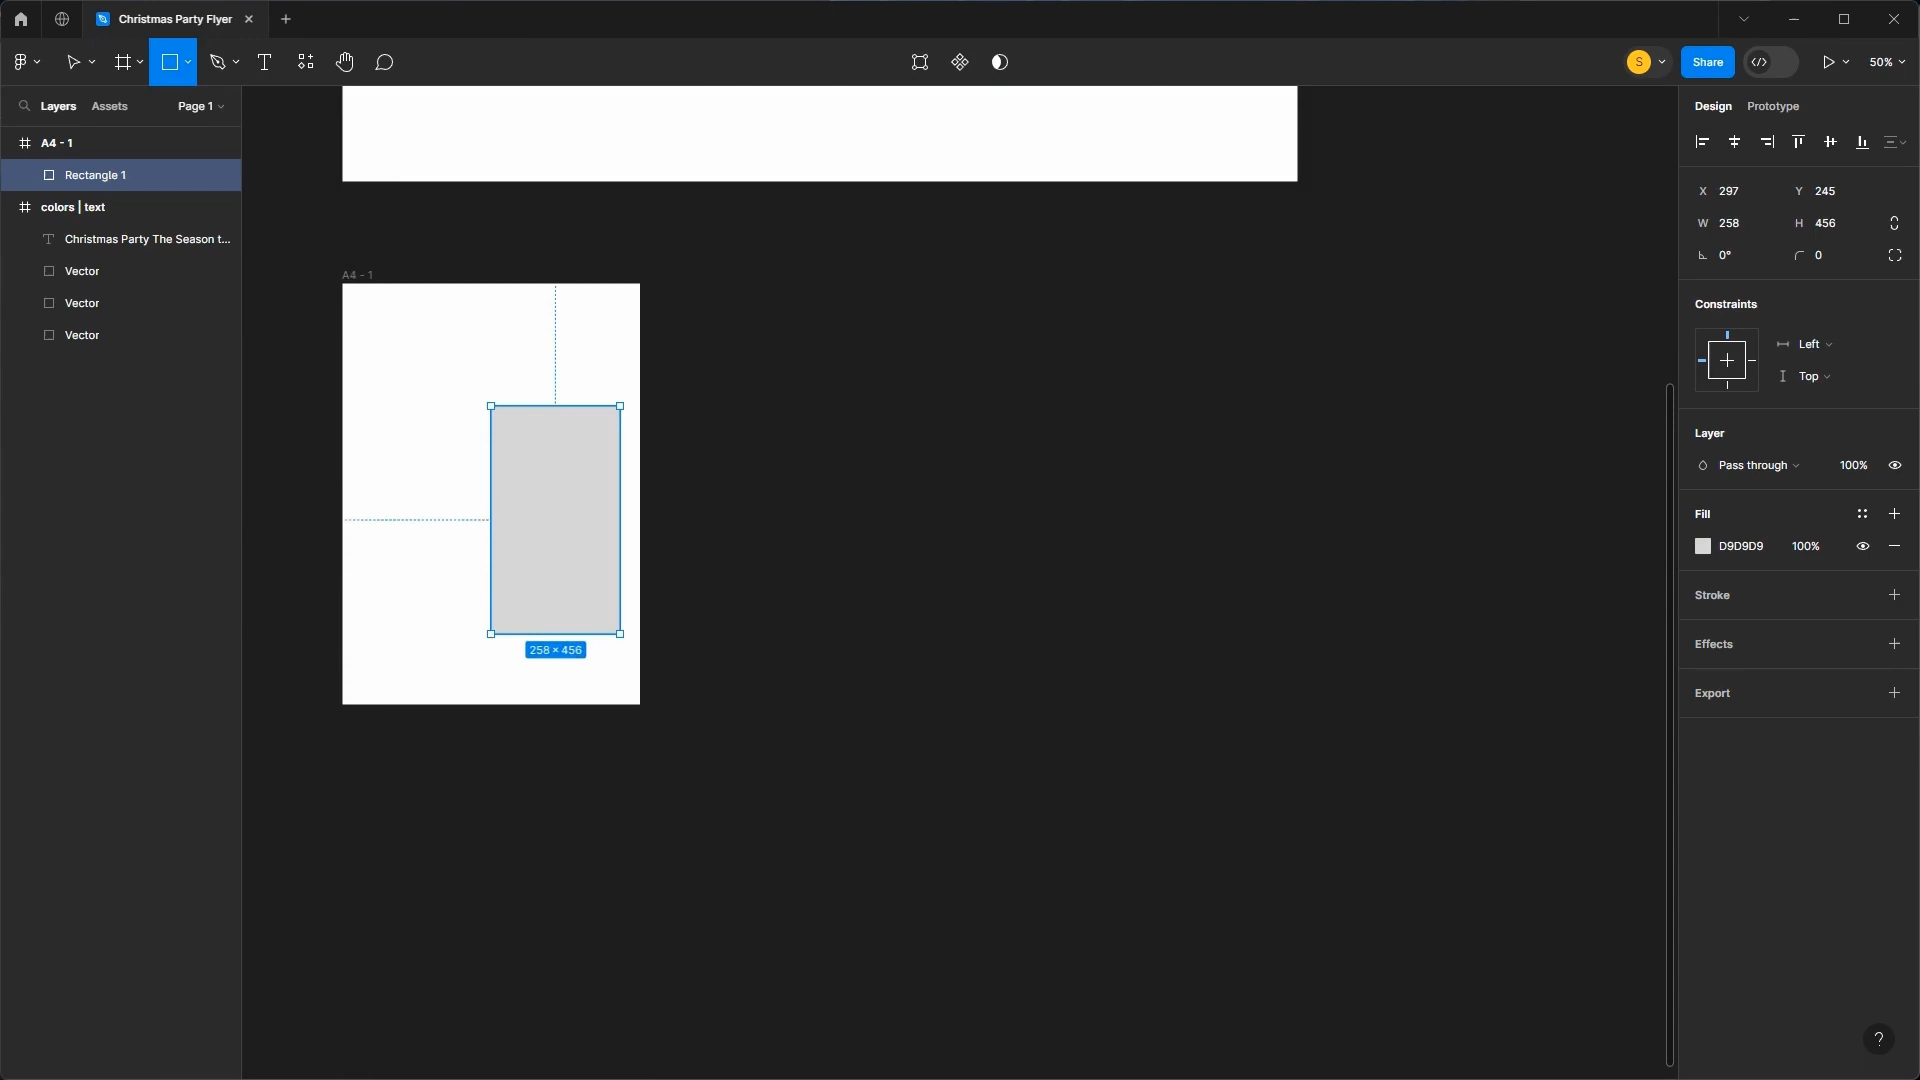 Christmas Party Flyer
S
Share
50%
Layers
Assets
Page 1
A4 - 1
Rectangle 1
colors | text
Christmas Party The Season t...
Vector
Vector
Vector
A4 - 1
258 × 456
Design
Prototype
X 297
Y 245
W 258
H 456
0°
0
Constraints
Left
Top
Layer
Pass through
100%
Fill
D9D9D9
100%
Stroke
Effects
Export
?